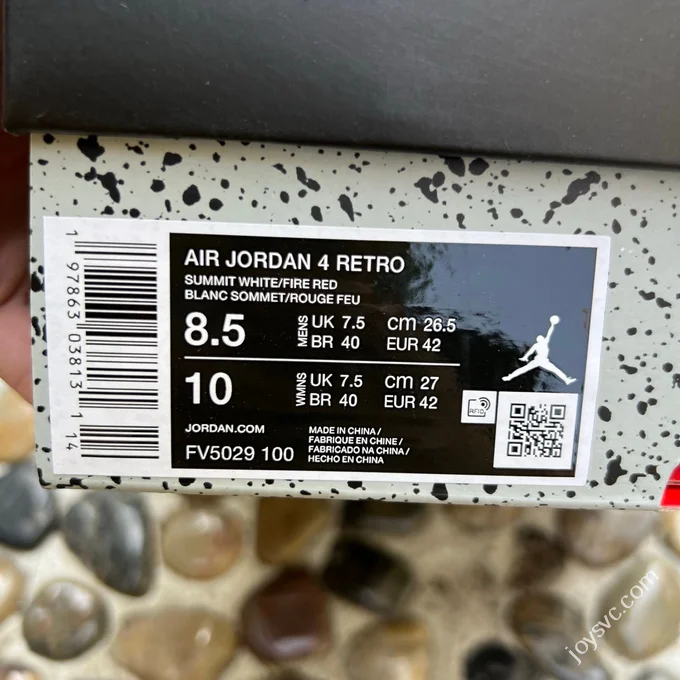 AIR JORDAN 4 RETRO
SUMMIT WHITE/FIRE RED
BLANC SOMMET/ROUGE FEU
8.5 MENS UK 7.5 cm 26.5
BR 40 EUR 42
10 WMNS UK 7.5 cm 27
BR 40 EUR 42
RFID
JORDAN.COM
FV5029 100
MADE IN CHINA /
FABRIQUE EN CHINE /
FABRICADO NA CHINA /
HECHO EN CHINA
1 97863 03813 1 14
joysvc.com